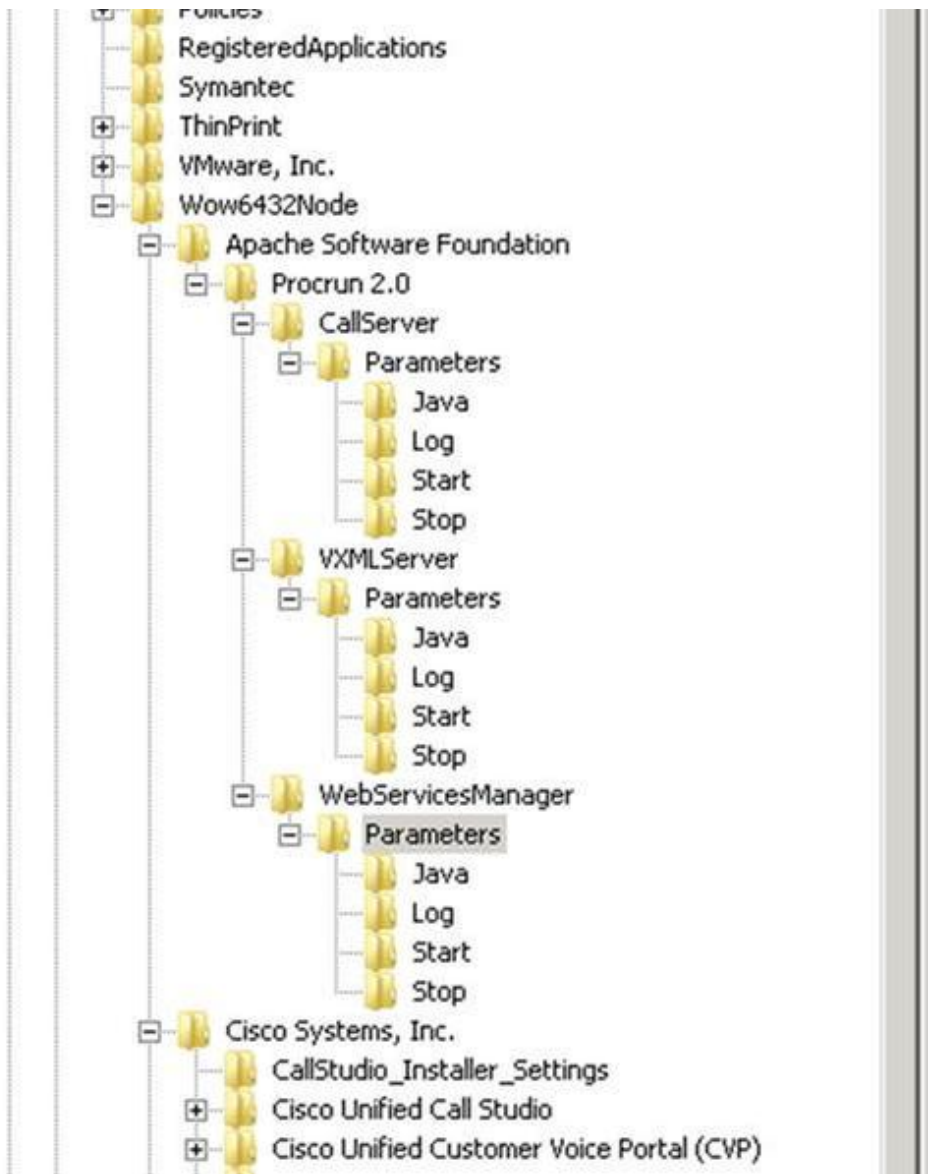 Policies
RegisteredApplications
Symantec
ThinPrint
VMware, Inc.
Wow6432Node
Apache Software Foundation
Procrun 2.0
CallServer
Parameters
Java
Log
Start
Stop
VXMLServer
Parameters
Java
Log
Start
Stop
WebServicesManager
Parameters
Java
Log
Start
Stop
Cisco Systems, Inc.
CallStudio_Installer_Settings
Cisco Unified Call Studio
Cisco Unified Customer Voice Portal (CVP)